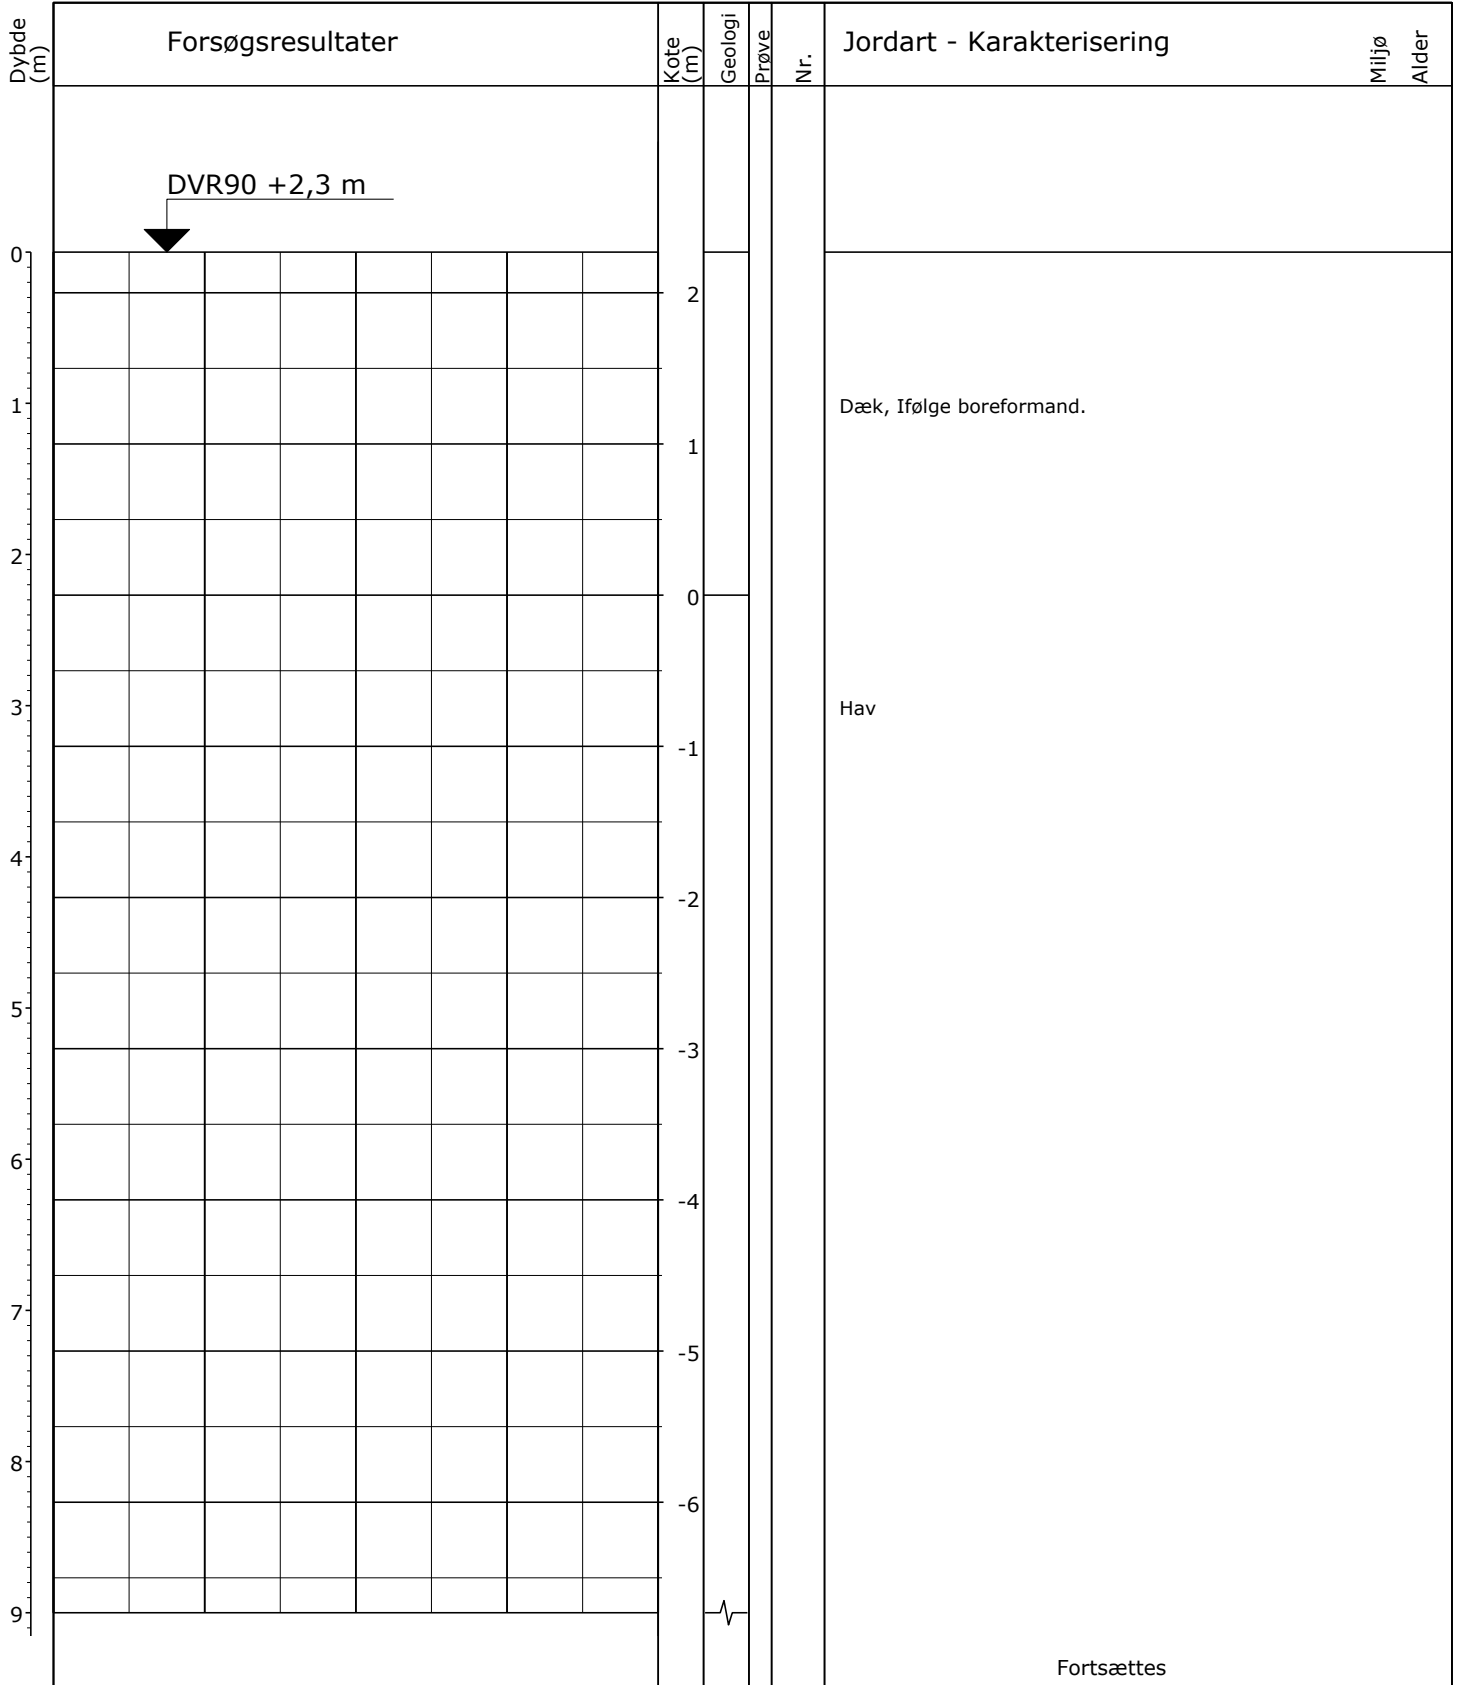 Dybde (m)
Forsøgsresultater
Kote (m)
Geologi
Prøve
Nr.
Jordart - Karakterisering
Miljø
Alder
DVR90 +2,3 m
0
2
1
Dæk, Ifølge boreformand.
1
2
0
3
Hav
-1
4
-2
5
-3
6
-4
7
-5
8
-6
9
Fortsættes